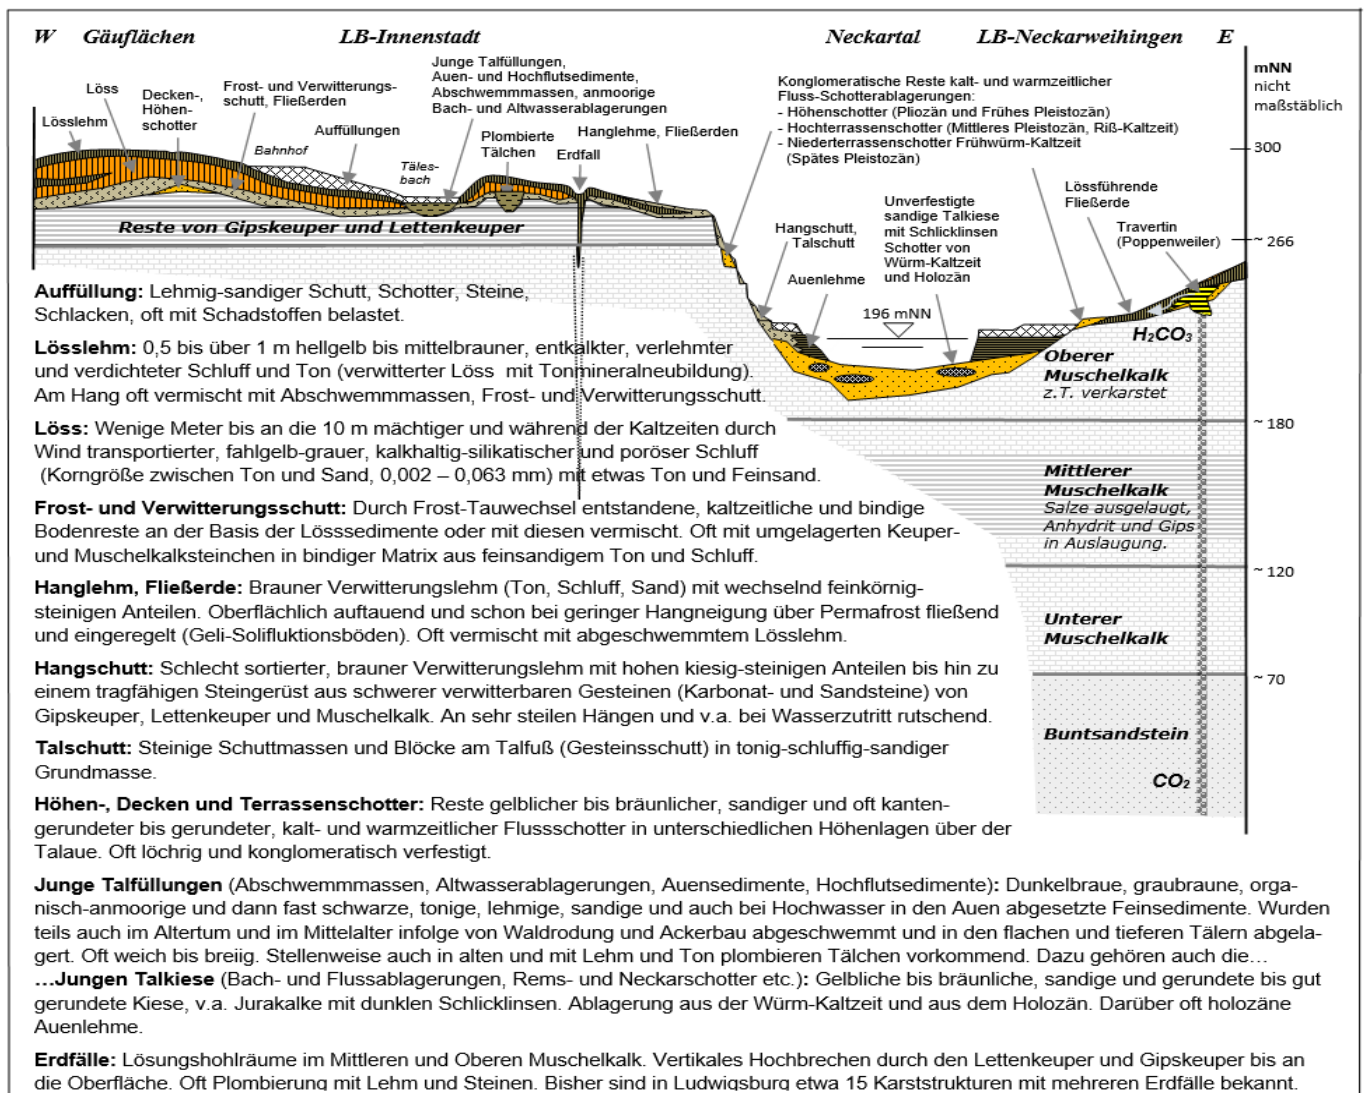 W Gäuflächen LB-Innenstadt Neckartal LB-Neckarweihingen E
Junge Talfüllungen,
Auen- und Hochflutsedimente,
Abschwemmmassen, anmoorige
Bach- und Altwasserablagerungen
Löss
Decken-,
Höhen-
schotter
Frost- und Verwitterungs-
schutt, Fließerden
Lösslehm
Auffüllungen
Bahnhof
Täles-
bach
Plombierte
Tälchen
Erdfall
Hanglehme, Fließerden
Konglomeratische Reste kalt- und warmzeitlicher
Fluss-Schotterablagerungen:
- Höhenschotter (Pliozän und Frühes Pleistozän)
- Hochterrassenschotter (Mittleres Pleistozän, Riß-Kaltzeit)
- Niederterrassenschotter Frühwürm-Kaltzeit
(Spätes Pleistozän)
mNN
nicht
maßstäblich
300
Lössführende
Fließerde
Travertin
(Poppenweiler)
~ 266
Unverfestigte
sandige Talkiese
mit Schlicklinsen
Schotter von
Würm-Kaltzeit
und Holozän
Hangschutt,
Talschutt
Auenlehme
196 mNN
Reste von Gipskeuper und Lettenkeuper
H₂CO₃
Oberer
Muschelkalk
z.T. verkarstet
~ 180
Mittlerer
Muschelkalk
Salze ausgelaugt,
Anhydrit und Gips
in Auslaugung.
~ 120
Unterer
Muschelkalk
~ 70
Buntsandstein
CO₂
Auffüllung: Lehmig-sandiger Schutt, Schotter, Steine,
Schlacken, oft mit Schadstoffen belastet.
Lösslehm: 0,5 bis über 1 m hellgelb bis mittelbrauner, entkalkter, verlehmter
und verdichteter Schluff und Ton (verwitterter Löss mit Tonmineralneubildung).
Am Hang oft vermischt mit Abschwemmmassen, Frost- und Verwitterungsschutt.
Löss: Wenige Meter bis an die 10 m mächtiger und während der Kaltzeiten durch
Wind transportierter, fahlgelb-grauer, kalkhaltig-silikatischer und poröser Schluff
(Korngröße zwischen Ton und Sand, 0,002 – 0,063 mm) mit etwas Ton und Feinsand.
Frost- und Verwitterungsschutt: Durch Frost-Tauwechsel entstandene, kaltzeitliche und bindige
Bodenreste an der Basis der Lösssedimente oder mit diesen vermischt. Oft mit umgelagerten Keuper-
und Muschelkalksteinchen in bindiger Matrix aus feinsandigem Ton und Schluff.
Hanglehm, Fließerde: Brauner Verwitterungslehm (Ton, Schluff, Sand) mit wechselnd feinkörnig-
steinigen Anteilen. Oberflächlich auftauend und schon bei geringer Hangneigung über Permafrost fließend
und eingeregelt (Geli-Solifluktionsböden). Oft vermischt mit abgeschwemmtem Lösslehm.
Hangschutt: Schlecht sortierter, brauner Verwitterungslehm mit hohen kiesig-steinigen Anteilen bis hin zu
einem tragfähigen Steingerüst aus schwerer verwitterbaren Gesteinen (Karbonat- und Sandsteine) von
Gipskeuper, Lettenkeuper und Muschelkalk. An sehr steilen Hängen und v.a. bei Wasserzutritt rutschend.
Talschutt: Steinige Schuttmassen und Blöcke am Talfuß (Gesteinsschutt) in tonig-schluffig-sandiger
Grundmasse.
Höhen-, Decken und Terrassenschotter: Reste gelblicher bis bräunlicher, sandiger und oft kanten-
gerundeter bis gerundeter, kalt- und warmzeitlicher Flussschotter in unterschiedlichen Höhenlagen über der
Talaue. Oft löchrig und konglomeratisch verfestigt.
Junge Talfüllungen (Abschwemmmassen, Altwasserablagerungen, Auensedimente, Hochflutsedimente): Dunkelbraue, graubraune, orga-
nisch-anmoorige und dann fast schwarze, tonige, lehmige, sandige und auch bei Hochwasser in den Auen abgesetzte Feinsedimente. Wurden
teils auch im Altertum und im Mittelalter infolge von Waldrodung und Ackerbau abgeschwemmt und in den flachen und tieferen Tälern abgela-
gert. Oft weich bis breiig. Stellenweise auch in alten und mit Lehm und Ton plombieren Tälchen vorkommend. Dazu gehören auch die…
…Jungen Talkiese (Bach- und Flussablagerungen, Rems- und Neckarschotter etc.): Gelbliche bis bräunliche, sandige und gerundete bis gut
gerundete Kiese, v.a. Jurakalke mit dunklen Schlicklinsen. Ablagerung aus der Würm-Kaltzeit und aus dem Holozän. Darüber oft holozäne
Auenlehme.
Erdfälle: Lösungshohlräume im Mittleren und Oberen Muschelkalk. Vertikales Hochbrechen durch den Lettenkeuper und Gipskeuper bis an
die Oberfläche. Oft Plombierung mit Lehm und Steinen. Bisher sind in Ludwigsburg etwa 15 Karststrukturen mit mehreren Erdfälle bekannt.